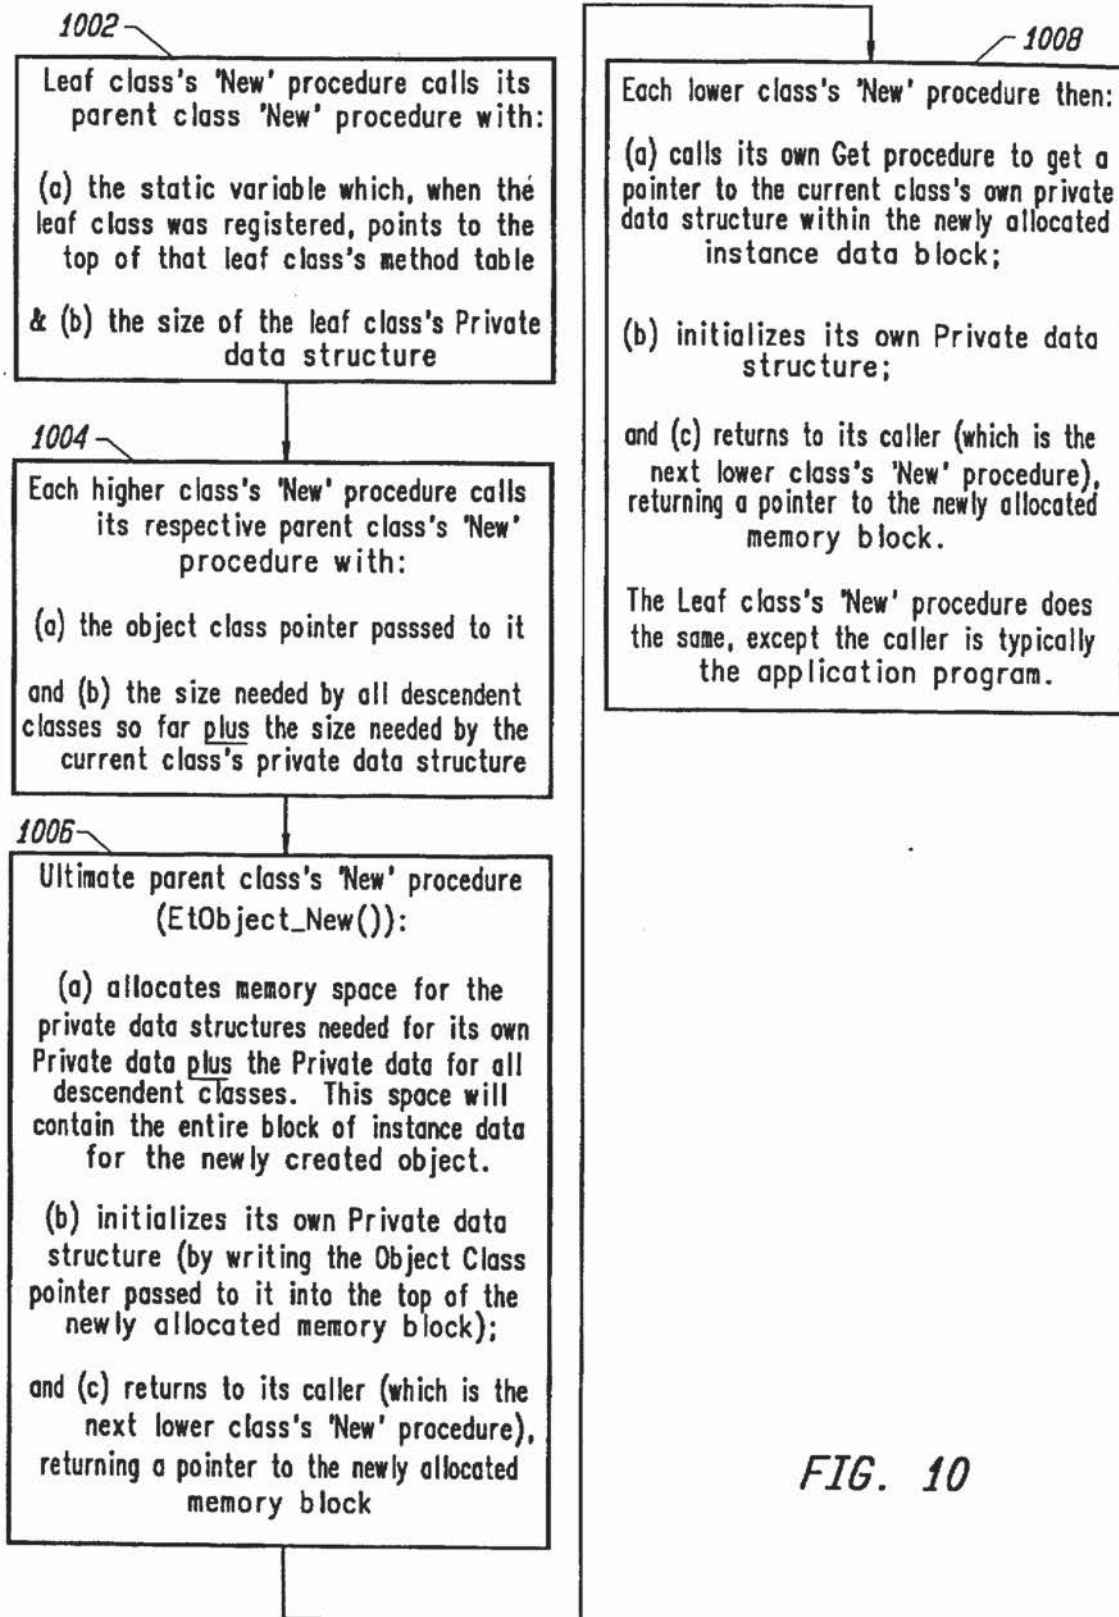 1002
Leaf class's 'New' procedure calls its
parent class 'New' procedure with:
(a) the static variable which, when the
leaf class was registered, points to the
top of that leaf class's method table
& (b) the size of the leaf class's Private
data structure
1004
Each higher class's 'New' procedure calls
its respective parent class's 'New'
procedure with:
(a) the object class pointer passsed to it
and (b) the size needed by all descendent
classes so far plus the size needed by the
current class's private data structure
1006
Ultimate parent class's 'New' procedure
(EtObject_New()):
(a) allocates memory space for the
private data structures needed for its own
Private data plus the Private data for all
descendent classes. This space will
contain the entire block of instance data
for the newly created object.
(b) initializes its own Private data
structure (by writing the Object Class
pointer passed to it into the top of the
newly allocated memory block);
and (c) returns to its caller (which is the
next lower class's 'New' procedure),
returning a pointer to the newly allocated
memory block
1008
Each lower class's 'New' procedure then:
(a) calls its own Get procedure to get a
pointer to the current class's own private
data structure within the newly allocated
instance data block;
(b) initializes its own Private data
structure;
and (c) returns to its caller (which is the
next lower class's 'New' procedure),
returning a pointer to the newly allocated
memory block.
The Leaf class's 'New' procedure does
the same, except the caller is typically
the application program.
FIG. 10